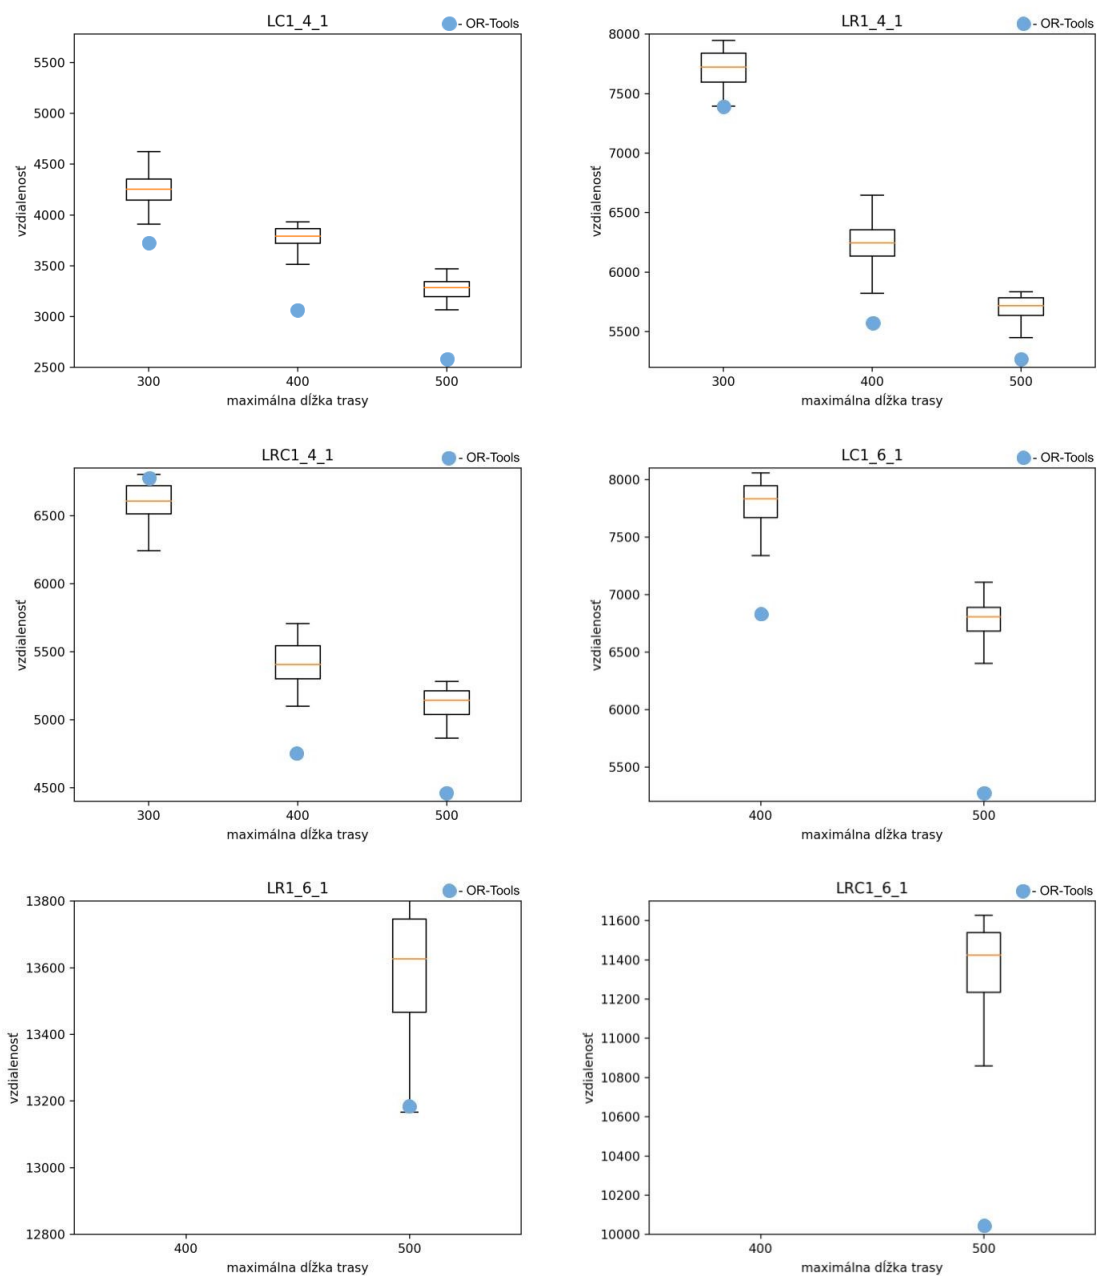 LC1_4_1
- OR-Tools
5500
5000
4500
4000
3500
3000
2500
vzdialenosť
300 400 500
maximálna dĺžka trasy
LR1_4_1
- OR-Tools
8000
7500
7000
6500
6000
5500
vzdialenosť
300 400 500
maximálna dĺžka trasy
LRC1_4_1
- OR-Tools
6500
6000
5500
5000
4500
vzdialenosť
300 400 500
maximálna dĺžka trasy
LC1_6_1
- OR-Tools
8000
7500
7000
6500
6000
5500
vzdialenosť
400 500
maximálna dĺžka trasy
LR1_6_1
- OR-Tools
13800
13600
13400
13200
13000
12800
vzdialenosť
400 500
maximálna dĺžka trasy
LRC1_6_1
- OR-Tools
11600
11400
11200
11000
10800
10600
10400
10200
10000
vzdialenosť
400 500
maximálna dĺžka trasy